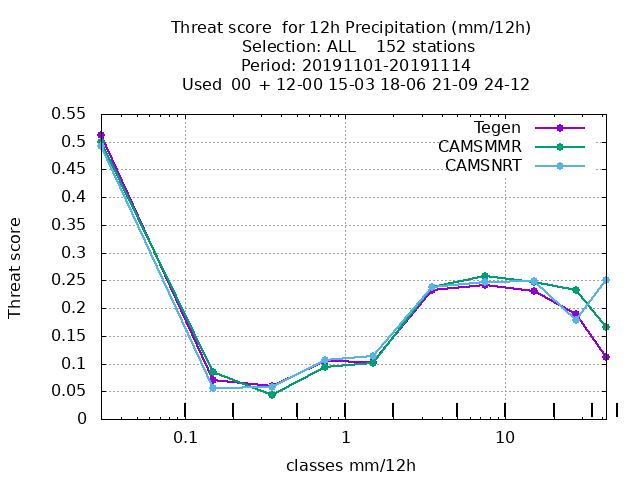 Threat score  for 12h Precipitation (mm/12h)
Selection: ALL    152 stations
Period: 20191101-20191114
Used  00 + 12-00 15-03 18-06 21-09 24-12
Tegen
CAMSMMR
CAMSNRT
0.55
0.5
0.45
0.4
0.35
0.3
0.25
0.2
0.15
0.1
0.05
0
Threat score
0.1 1 10
classes mm/12h